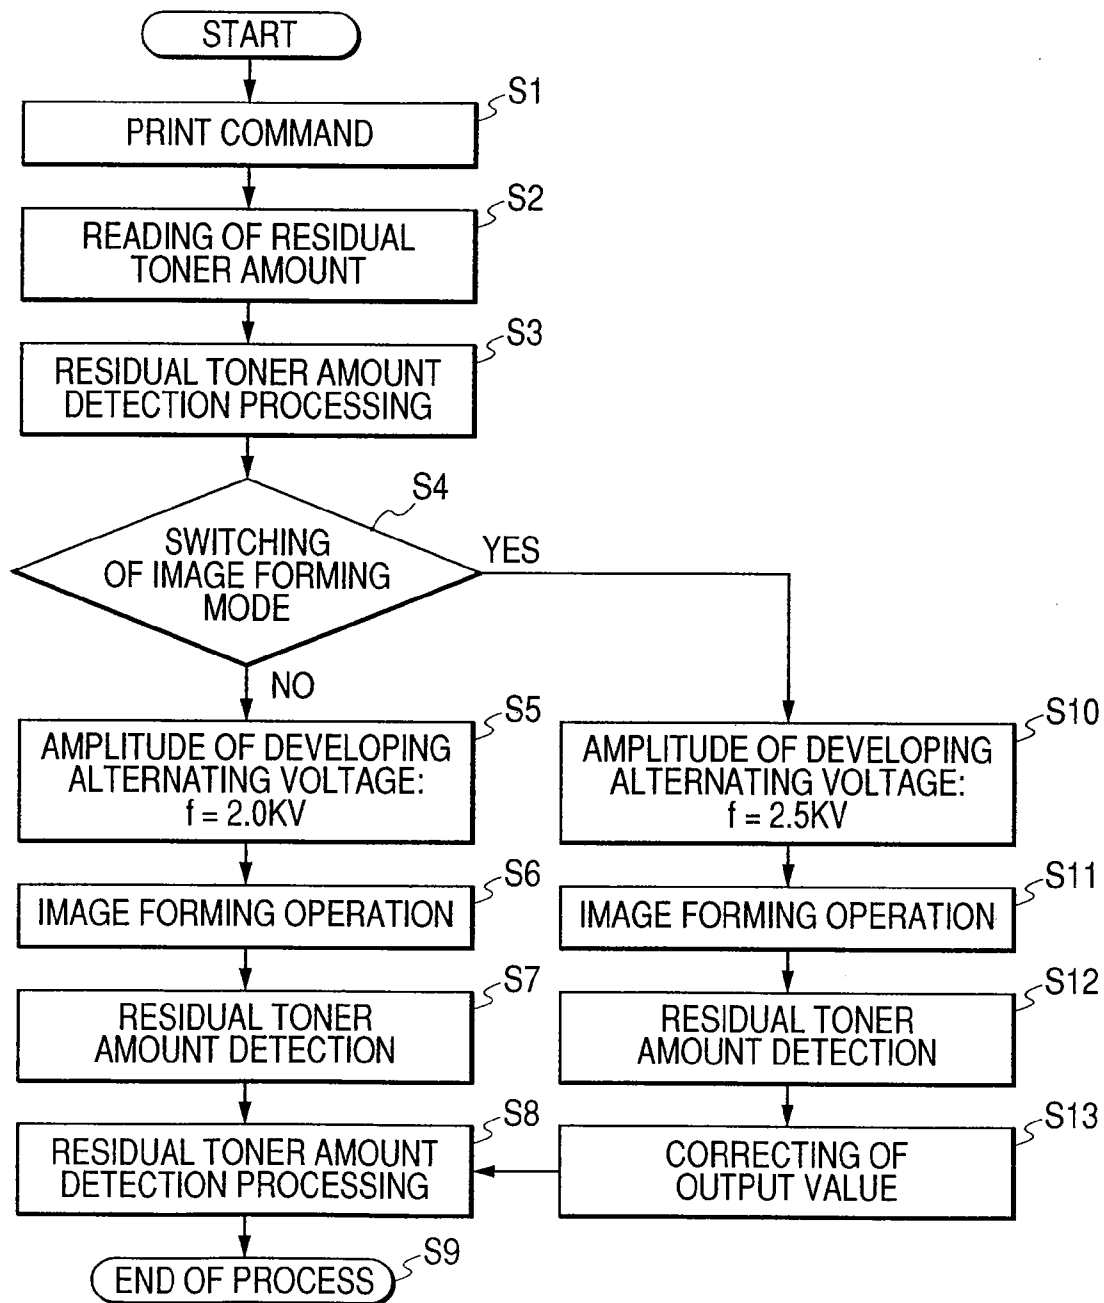 START
S1
PRINT COMMAND
S2
READING OF RESIDUAL
TONER AMOUNT
S3
RESIDUAL TONER AMOUNT
DETECTION PROCESSING
S4
SWITCHING
OF IMAGE FORMING
MODE
YES
NO
S5
AMPLITUDE OF DEVELOPING
ALTERNATING VOLTAGE:
f = 2.0KV
S6
IMAGE FORMING OPERATION
S7
RESIDUAL TONER
AMOUNT DETECTION
S8
RESIDUAL TONER AMOUNT
DETECTION PROCESSING
S9
END OF PROCESS
S10
AMPLITUDE OF DEVELOPING
ALTERNATING VOLTAGE:
f = 2.5KV
S11
IMAGE FORMING OPERATION
S12
RESIDUAL TONER
AMOUNT DETECTION
S13
CORRECTING OF
OUTPUT VALUE